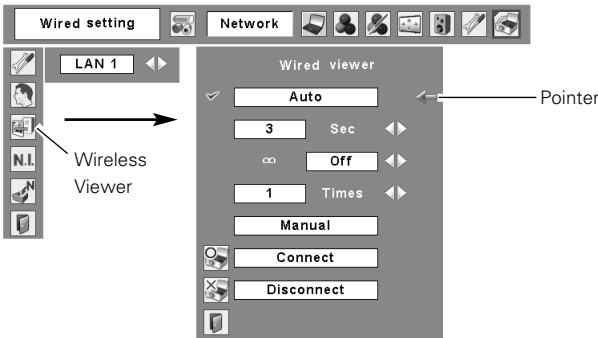 Wired setting
Network
LAN 1
Wired viewer
Auto
Pointer
3 Sec
∞ Off
N.I.
Wireless
Viewer
1 Times
Manual
N
Connect
Disconnect